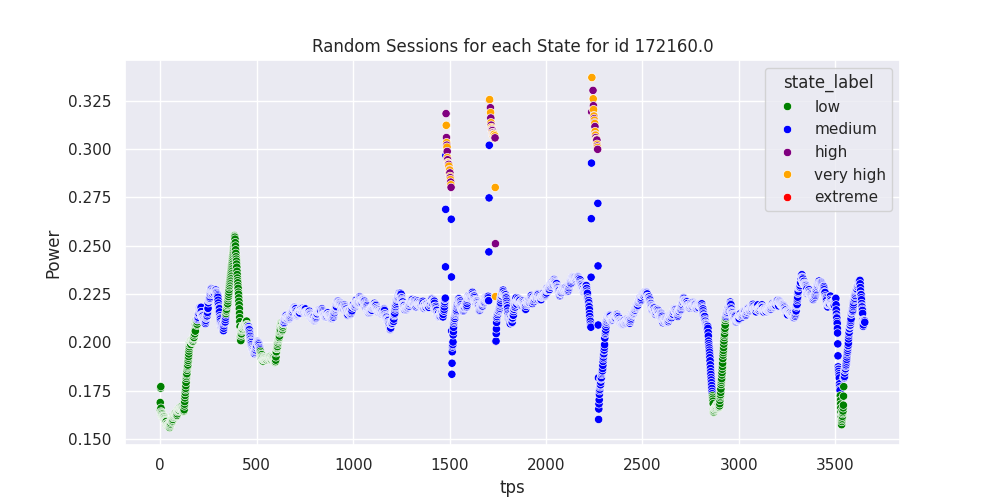 Random Sessions for each State for id 172160.0
state_label
low
medium
high
very high
extreme
Power
0.325
0.300
0.275
0.250
0.225
0.200
0.175
0.150
0 500 1000 1500 2000 2500 3000 3500
tps